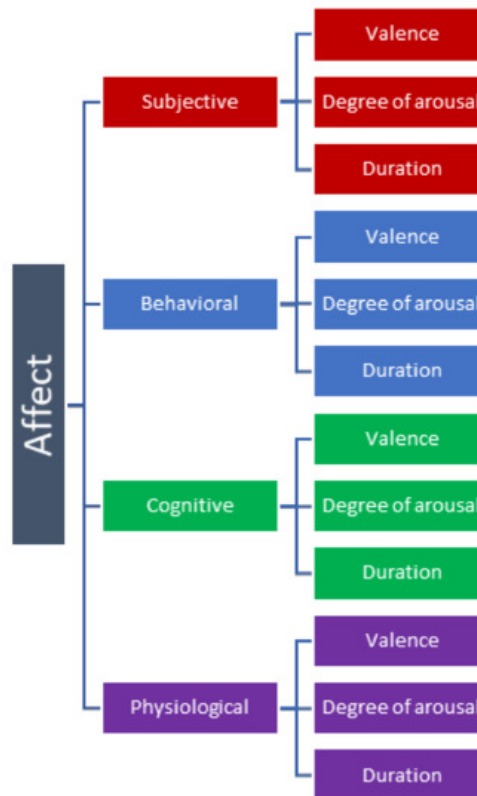 Affect
Subjective
Valence
Degree of arousal
Duration
Behavioral
Valence
Degree of arousal
Duration
Cognitive
Valence
Degree of arousal
Duration
Physiological
Valence
Degree of arousal
Duration